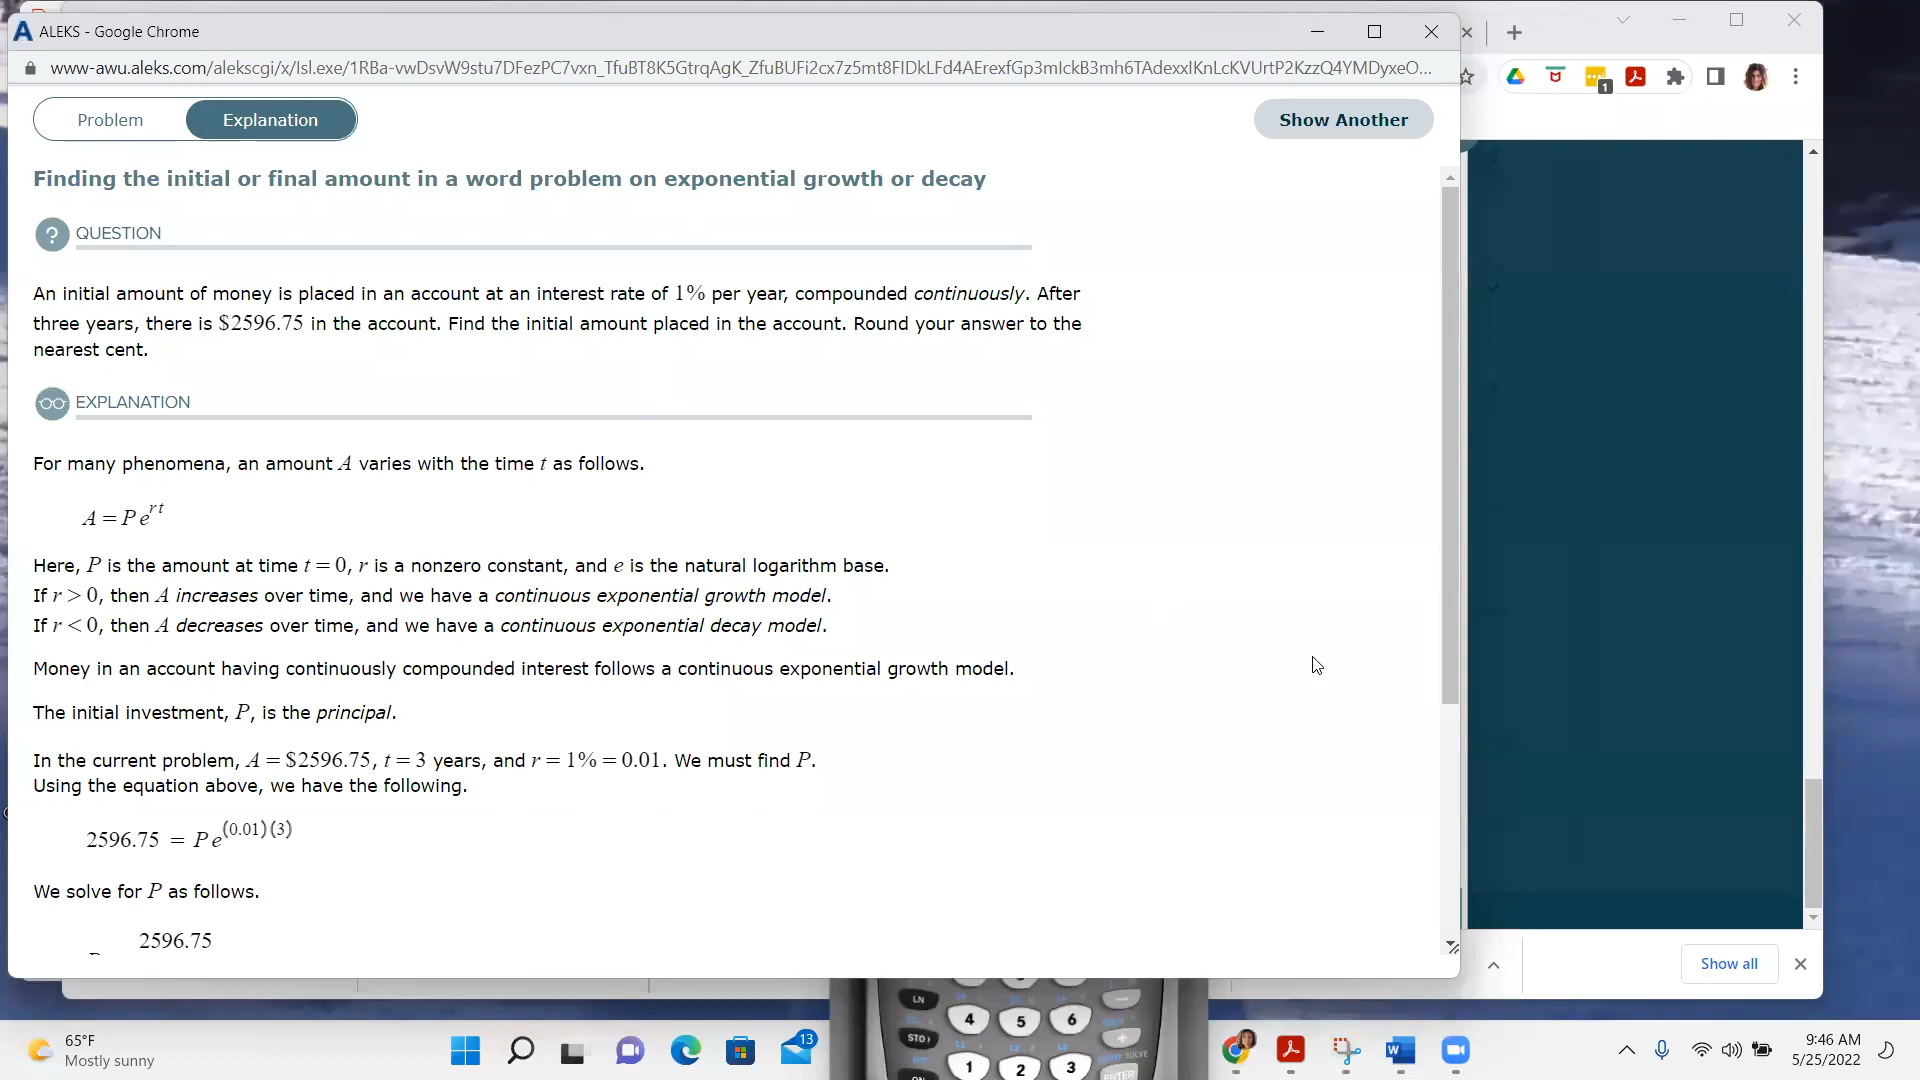 ALEKS - Google Chrome
www-awu.aleks.com/alekscgi/x/Isl.exe/1RBa-vwDsvW9stu7DFezPC7vxn_TfuBT8K5GtrqAgK_ZfuBUFi2cx7z5mt8FIDkLFd4AErexfGp3mIckB3mh6TAdexxIKnLcKVUrtP2KzzQ4YMDyxeO...
1
Problem
Explanation
Show Another
Finding the initial or final amount in a word problem on exponential growth or decay
? QUESTION
An initial amount of money is placed in an account at an interest rate of 1% per year, compounded continuously. After
three years, there is $2596.75 in the account. Find the initial amount placed in the account. Round your answer to the
nearest cent.
EXPLANATION
For many phenomena, an amount A varies with the time t as follows.
A = Pe^rt
Here, P is the amount at time t = 0, r is a nonzero constant, and e is the natural logarithm base.
If r > 0, then A increases over time, and we have a continuous exponential growth model.
If r < 0, then A decreases over time, and we have a continuous exponential decay model.
Money in an account having continuously compounded interest follows a continuous exponential growth model.
The initial investment, P, is the principal.
In the current problem, A = $2596.75, t = 3 years, and r = 1% = 0.01. We must find P.
Using the equation above, we have the following.
2596.75 = Pe^(0.01)(3)
We solve for P as follows.
2596.75
Show all
LN
4
5
6
STO
1
2
3
SOLVE
ENTER
ON
65°F
Mostly sunny
13
9:46 AM
5/25/2022